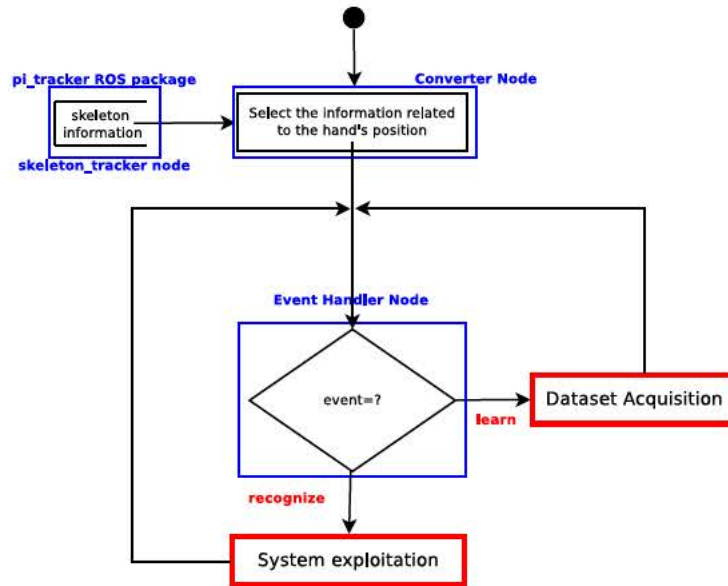 pi_tracker ROS package
Converter Node
skeleton
information
Select the information related
to the hand's position
skeleton_tracker node
Event Handler Node
event=?
learn
Dataset Acquisition
recognize
System exploitation